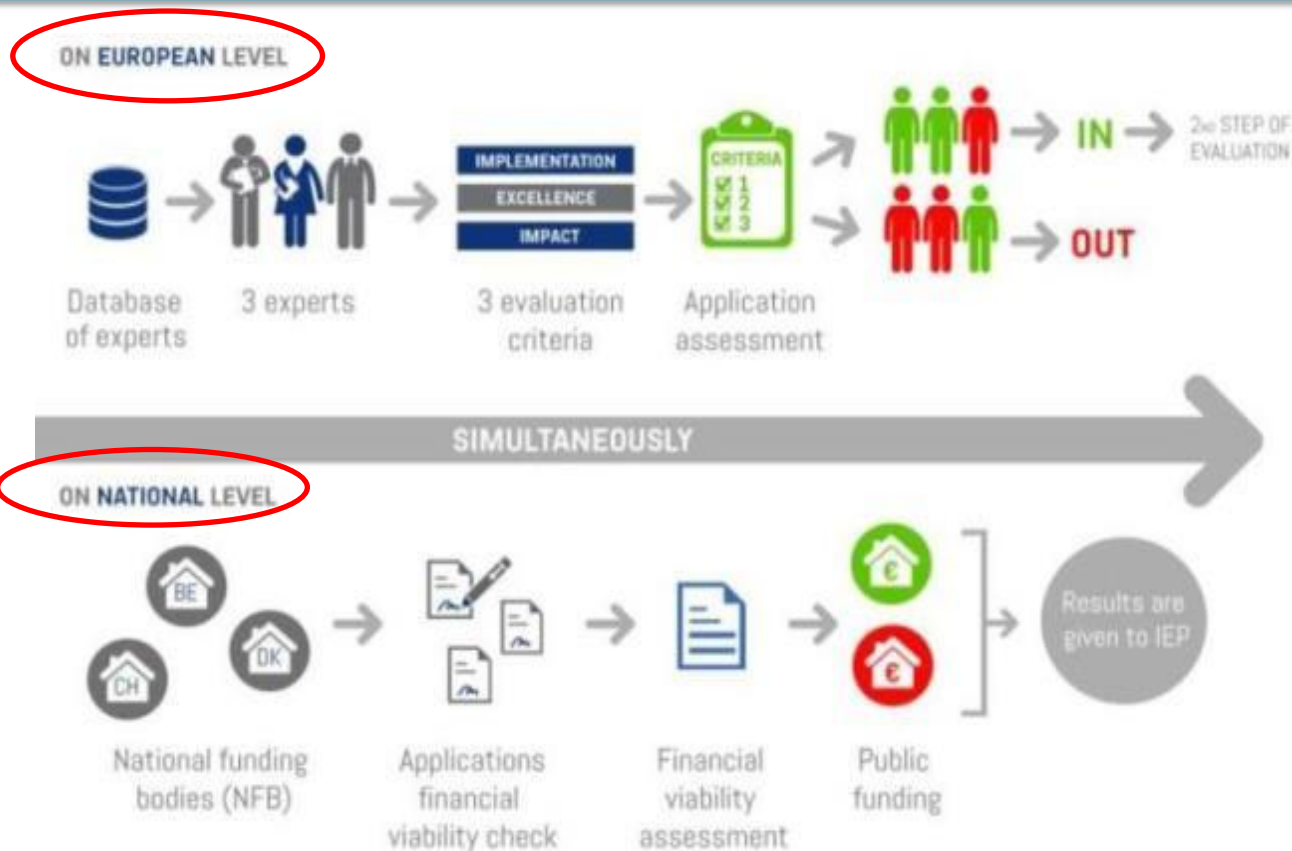 ON EUROPEAN LEVEL
IMPLEMENTATION
EXCELLENCE
IMPACT
CRITERIA
1
2
3
IN
2ND STEP OF
EVALUATION
OUT
Database
of experts
3 experts
3 evaluation
criteria
Application
assessment
SIMULTANEOUSLY
ON NATIONAL LEVEL
BE
DK
CH
€
€
Results are
given to IEP
National funding
bodies (NFB)
Applications
financial
viability check
Financial
viability
assessment
Public
funding